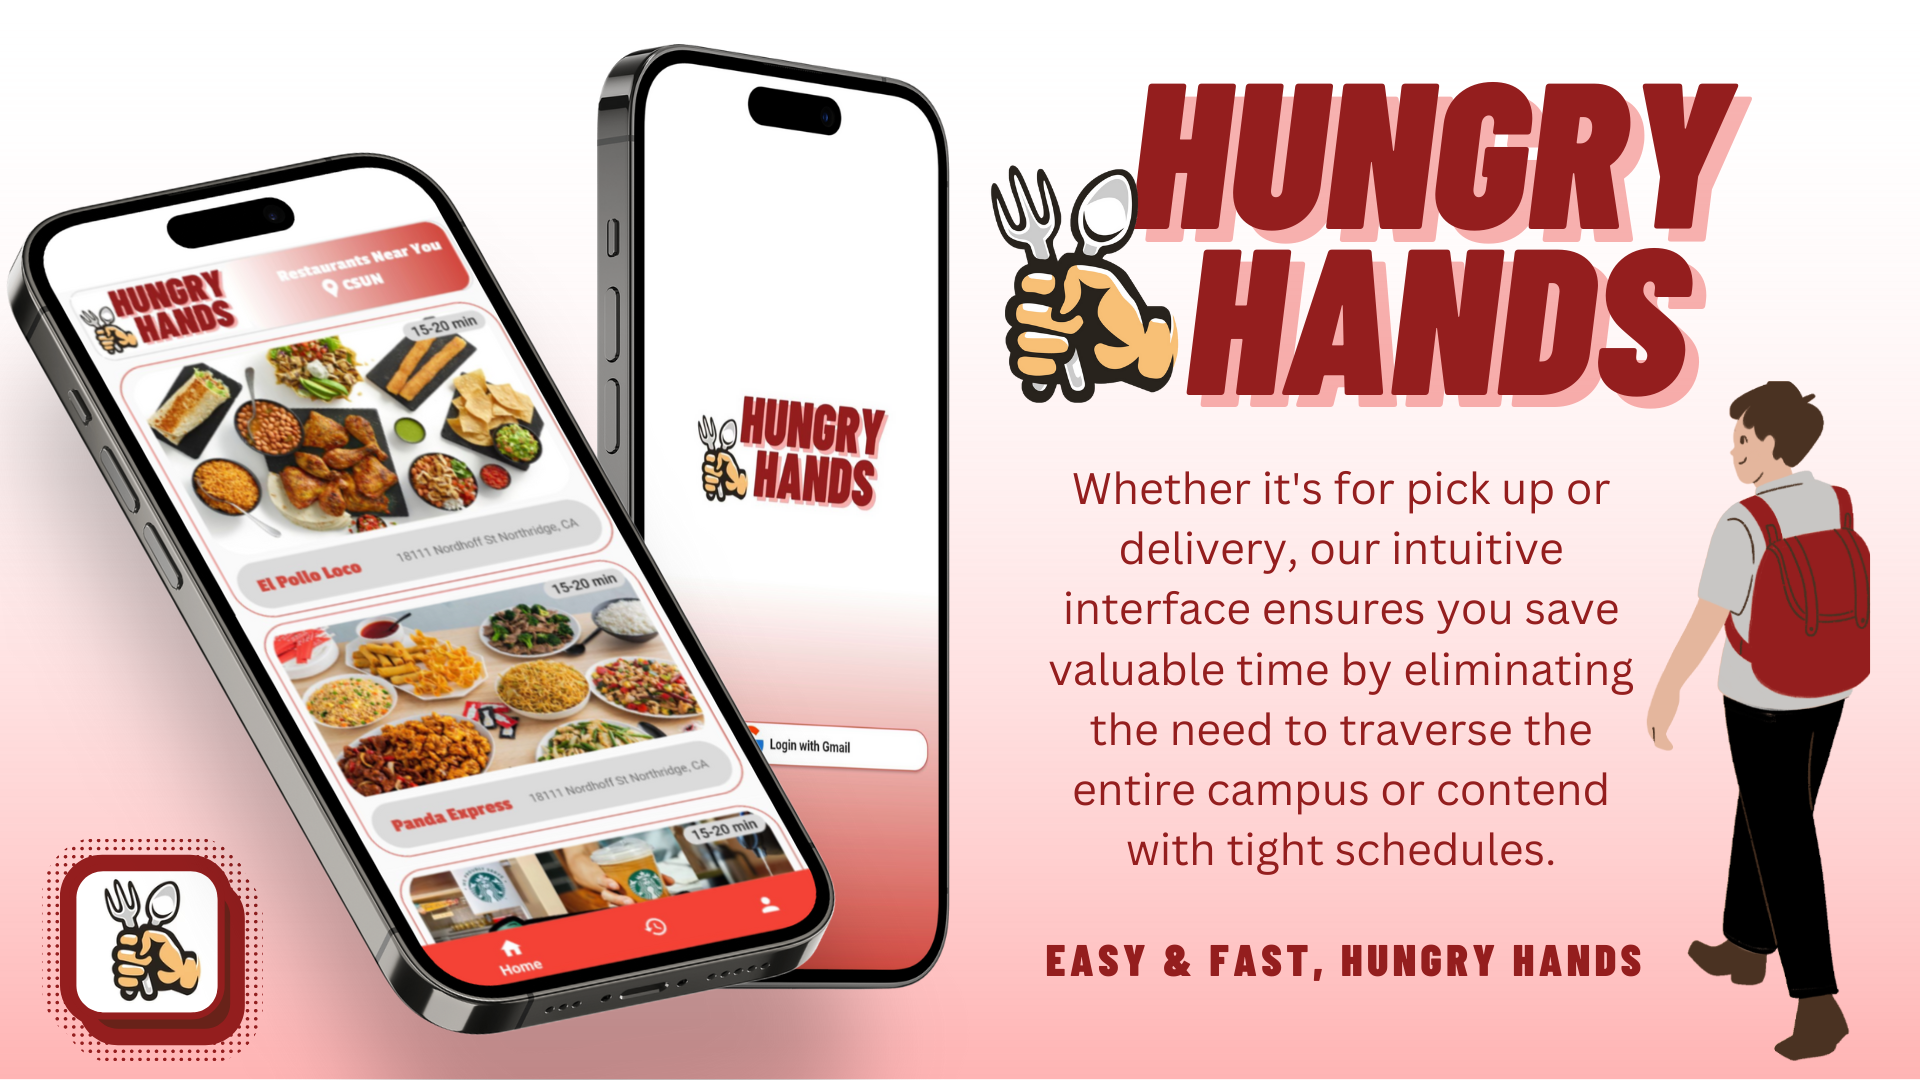 HUNGRY
HANDS
Whether it's for pick up or
delivery, our intuitive
interface ensures you save
valuable time by eliminating
the need to traverse the
entire campus or contend
with tight schedules.
EASY & FAST, HUNGRY HANDS
HUNGRY
HANDS
Restaurants Near You
CSUN
15-20 min
El Pollo Loco
18111 Nordhoff St Northridge, CA
15-20 min
Panda Express
18111 Nordhoff St Northridge, CA
15-20 min
Home
HUNGRY
HANDS
Login with Gmail